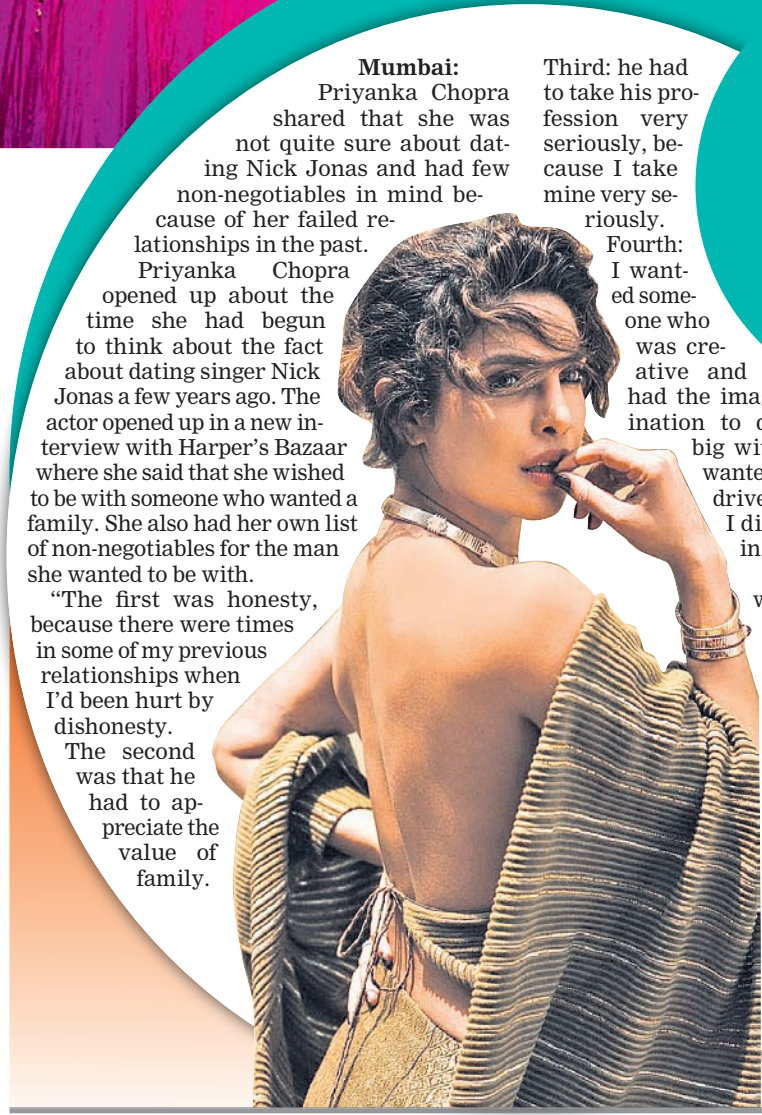 Mumbai:
Priyanka Chopra
shared that she was
not quite sure about dat-
ing Nick Jonas and had few
non-negotiables in mind be-
cause of her failed re-
lationships in the past.
Priyanka Chopra
opened up about the
time she had begun
to think about the fact
about dating singer Nick
Jonas a few years ago. The
actor opened up in a new in-
terview with Harper’s Bazaar
where she said that she wished
to be with someone who wanted a
family. She also had her own list
of non-negotiables for the man
she wanted to be with.
“The first was honesty,
because there were times
in some of my previous
relationships when
I’d been hurt by
dishonesty.
The second
was that he
had to ap-
preciate the
value of
family.
Third: he had
to take his pro-
fession very
seriously, be-
cause I take
mine very se-
riously.
Fourth:
I want-
ed some-
one who
was cre-
ative and
had the
ination to
big
I
in